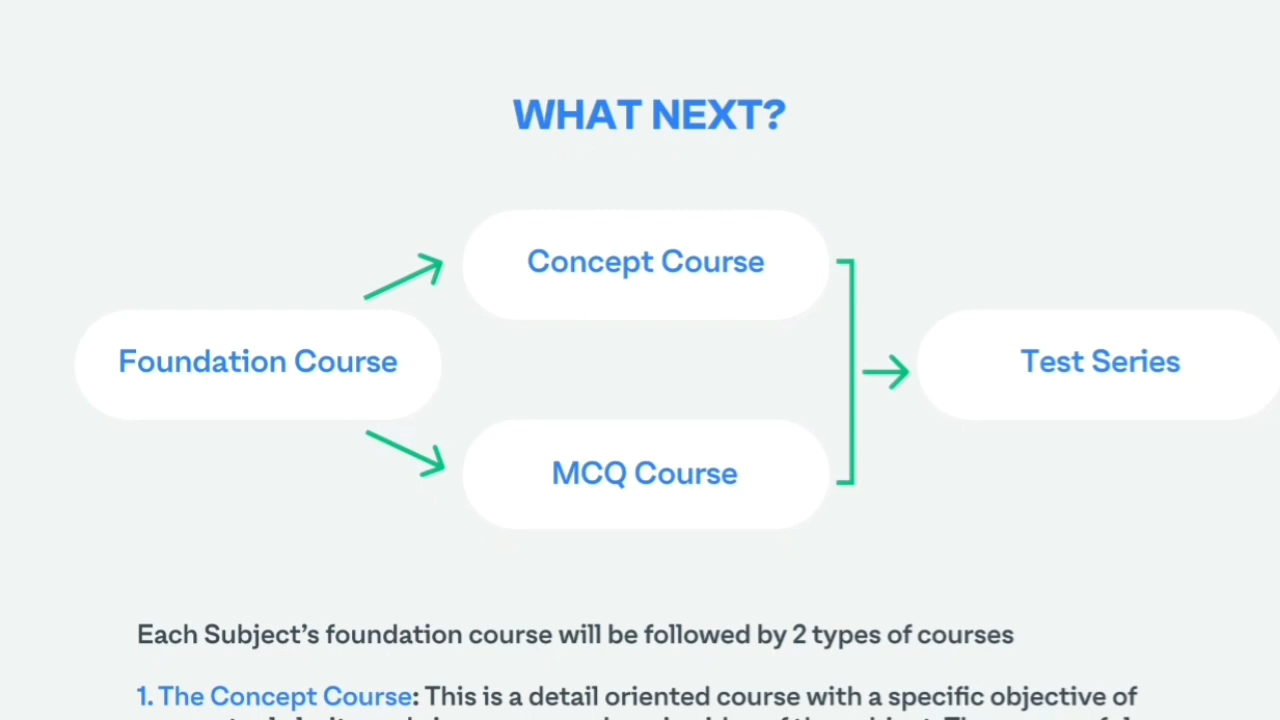 WHAT NEXT?
Concept Course
Foundation Course
Test Series
MCQ Course
Each Subject’s foundation course will be followed by 2 types of courses
1. The Concept Course: This is a detail oriented course with a specific objective of